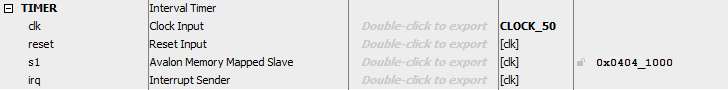 TIMER Interval Timer
clk Clock Input Double-click to export CLOCK_50
reset Reset Input Double-click to export [clk]
s1 Avalon Memory Mapped Slave Double-click to export [clk] 0x0404_1000
irq Interrupt Sender Double-click to export [clk]